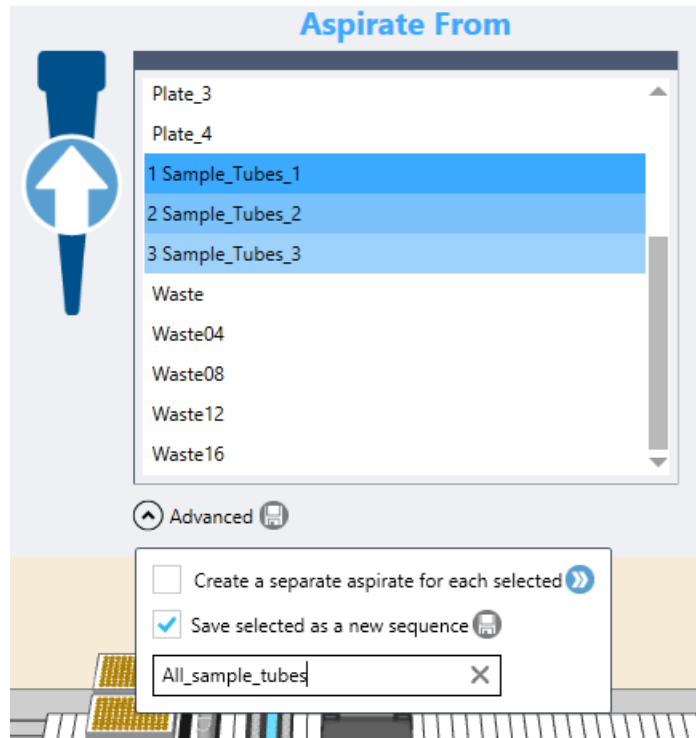 Aspirate From
Plate_3
Plate_4
1 Sample_Tubes_1
2 Sample_Tubes_2
3 Sample_Tubes_3
Waste
Waste04
Waste08
Waste12
Waste16
Advanced
Create a separate aspirate for each selected
Save selected as a new sequence
All_sample_tubes